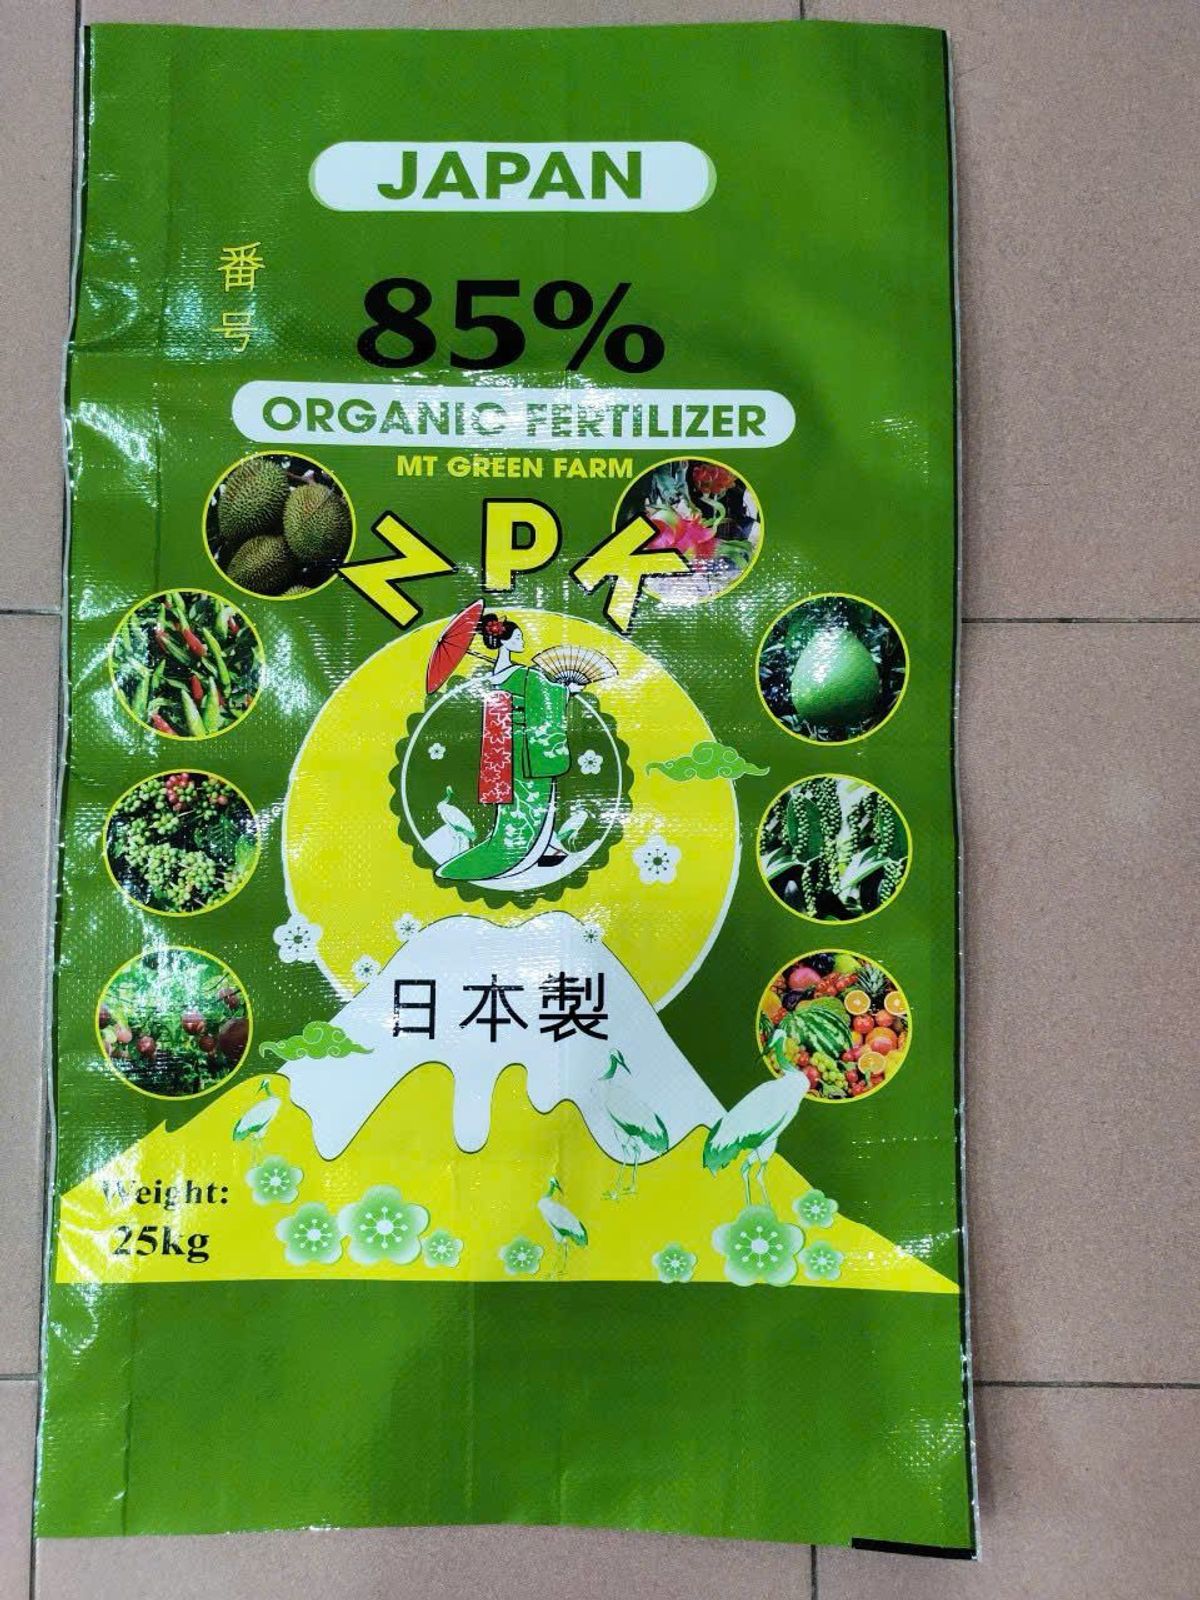 JAPAN
番号
85%
ORGANIC FERTILIZER
MT GREEN FARM
NPK
日本製
Weight:
25kg